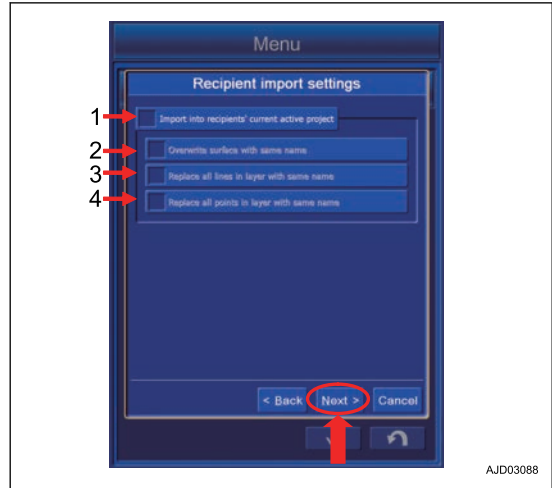 Menu
Recipient import settings
1
Import into recipients' current active project
2
Overwrite surface with same name
3
Replace all lines in layer with same name
4
Replace all points in layer with same name
< Back Next > Cancel
AJD03088